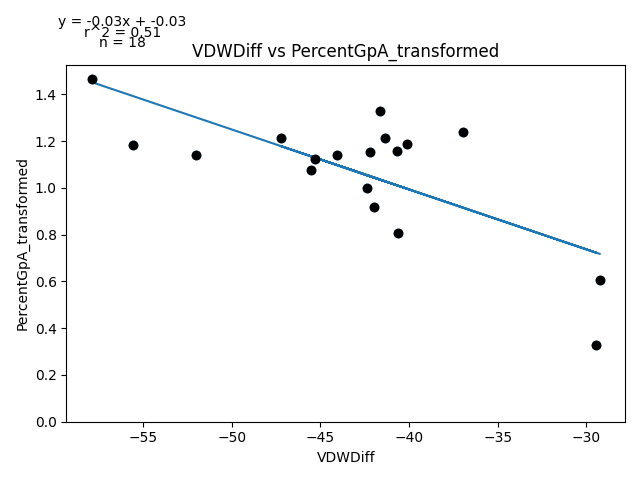 y = -0.03x + -0.03
r^2 = 0.51
n = 18
VDWDiff vs PercentGpA_transformed
PercentGpA_transformed
1.4
1.2
1.0
0.8
0.6
0.4
0.2
0.0
−55 −50 −45 −40 −35 −30
VDWDiff